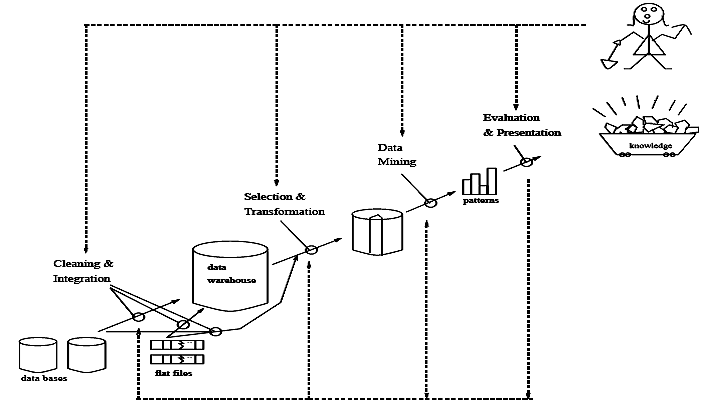 Evaluation
& Presentation
knowledge
Data
Mining
patterns
Selection &
Transformation
Cleaning &
Integration
data
warehouse
data bases
flat files